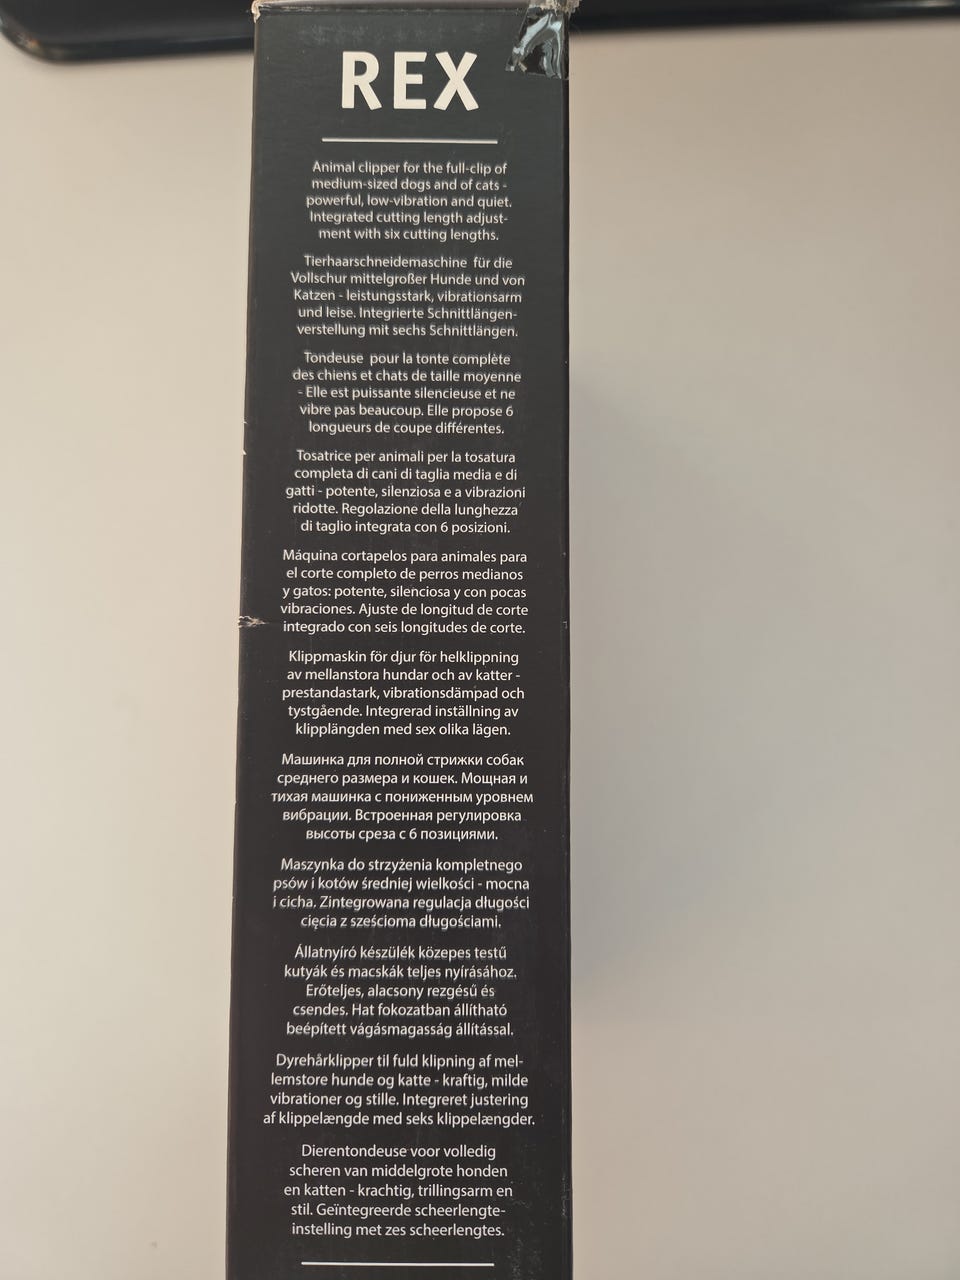 REX
Animal clipper for the full-clip of
medium-sized dogs and of cats -
powerful, low-vibration and quiet.
Integrated cutting length adjust-
ment with six cutting lengths.
Tierhaarschneidemaschine für die
Vollschur mittelgroßer Hunde und von
Katzen - leistungsstark, vibrationsarm
und leise. Integrierte Schnittlängen-
verstellung mit sechs Schnittlängen.
Tondeuse pour la tonte complète
des chiens et chats de taille moyenne
- Elle est puissante silencieuse et ne
vibre pas beaucoup. Elle propose 6
longueurs de coupe différentes.
Tosatrice per animali per la tosatura
completa di cani di taglia media e di
gatti - potente, silenziosa e a vibrazioni
ridotte. Regolazione della lunghezza
di taglio integrata con 6 posizioni.
Máquina cortapelos para animales para
el corte completo de perros medianos
y gatos: potente, silenciosa y con pocas
vibraciones. Ajuste de longitud de corte
integrado con seis longitudes de corte.
Klippmaskin för djur för helklippning
av mellanstora hundar och av katter -
prestandastark, vibrationsdämpad och
tystgående. Integrerad inställning av
klipplängden med sex olika lägen.
Машинка для полной стрижки собак
среднего размера и кошек. Мощная и
тихая машинка с пониженным уровнем
вибрации. Встроенная регулировка
высоты среза с 6 позициями.
Maszynka do strzyżenia kompletnego
psów i kotów średniej wielkości - mocna
i cicha. Zintegrowana regulacja długości
cięcia z sześcioma długościami.
Állatnyíró készülék közepes testű
kutyák és macskák teljes nyírásához.
Erőteljes, alacsony rezgésű és
csendes. Hat fokozatban állítható
beépített vágásmagasság állítással.
Dyrehårklipper til fuld klipning af mel-
lemstore hunde og katte - kraftig, milde
vibrationer og stille. Integreret justering
af klippelængde med seks klippelængder.
Dierentondeuse voor volledig
scheren van middelgrote honden
en katten - krachtig, trillingsarm en
stil. Geïntegreerde scheerlengte-
instelling met zes scheerlengtes.